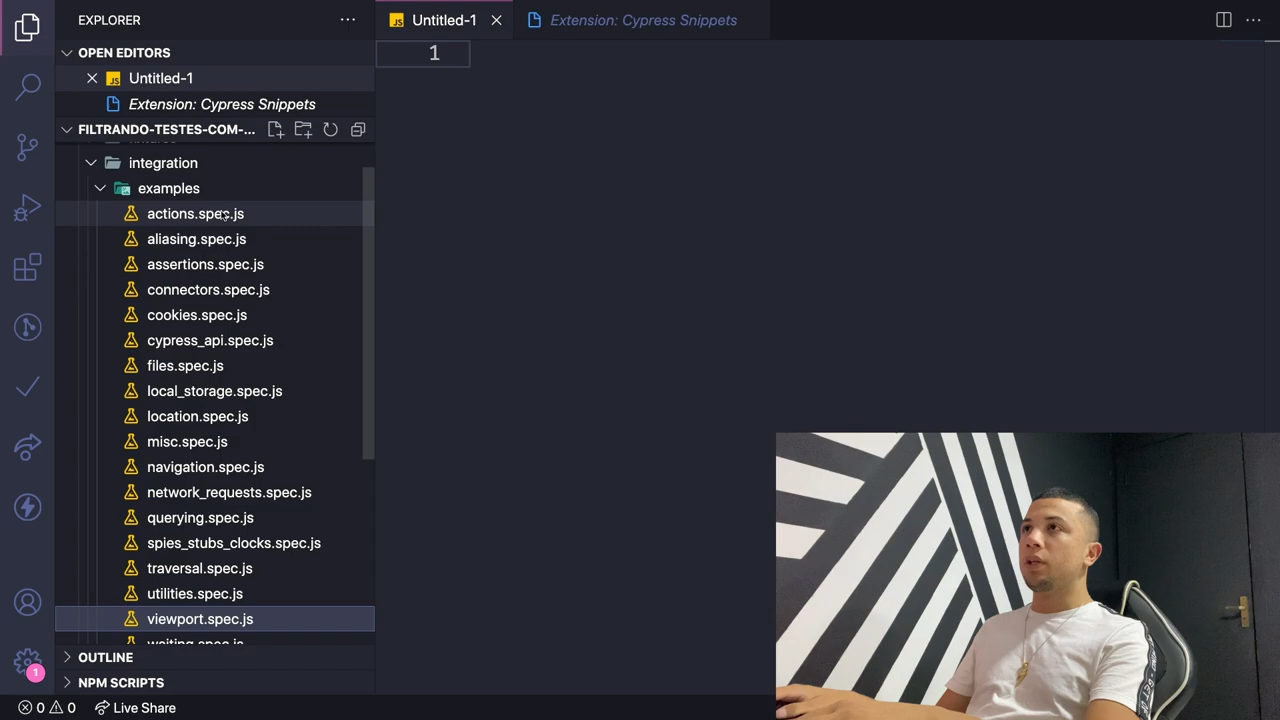 EXPLORER
Untitled-1
Extension: Cypress Snippets
OPEN EDITORS
Untitled-1
Extension: Cypress Snippets
FILTRANDO-TESTES-COM-...
integration
examples
actions.spec.js
aliasing.spec.js
assertions.spec.js
connectors.spec.js
cookies.spec.js
cypress_api.spec.js
files.spec.js
local_storage.spec.js
location.spec.js
misc.spec.js
navigation.spec.js
network_requests.spec.js
querying.spec.js
spies_stubs_clocks.spec.js
traversal.spec.js
utilities.spec.js
viewport.spec.js
waiting.spec.js
OUTLINE
NPM SCRIPTS
1
1
0 0 Live Share